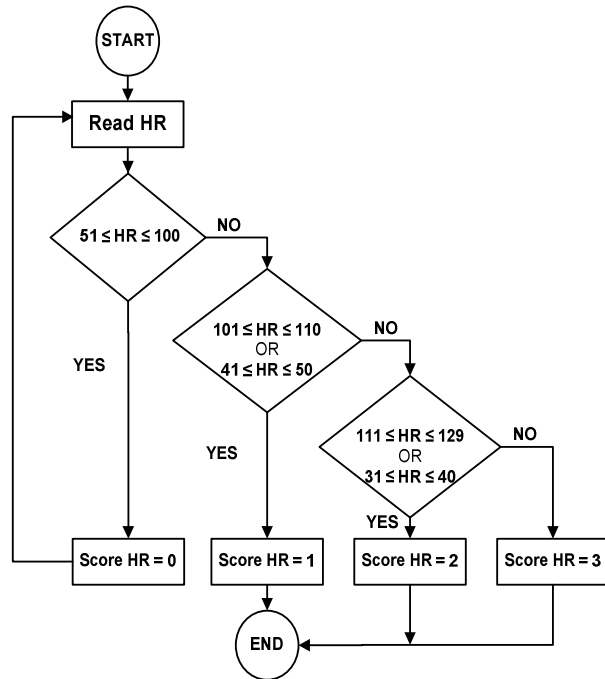 START
Read HR
51 ≤ HR ≤ 100
NO
101 ≤ HR ≤ 110
OR
41 ≤ HR ≤ 50
NO
YES
111 ≤ HR ≤ 129
OR
31 ≤ HR ≤ 40
NO
YES
YES
Score HR = 0
Score HR = 1
Score HR = 2
Score HR = 3
END